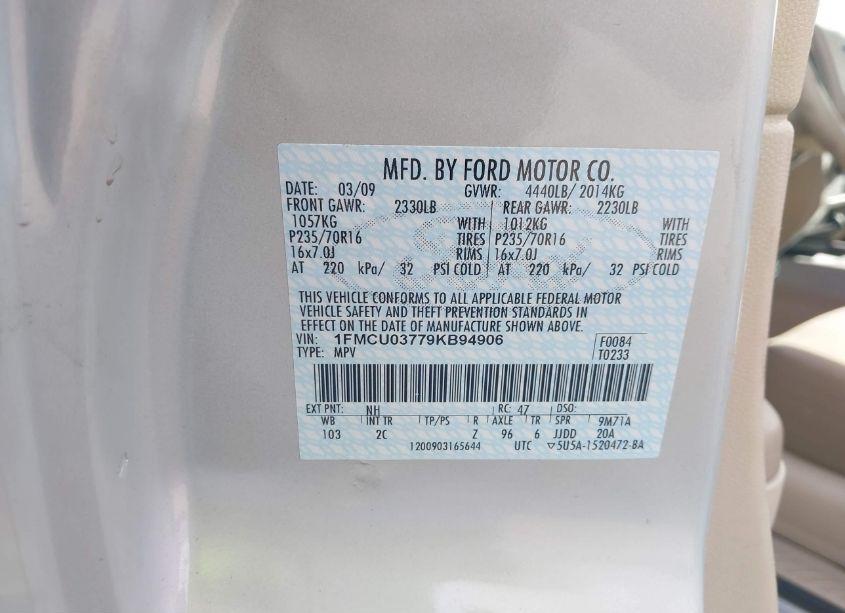 MFD. BY FORD MOTOR CO.
DATE: 03/09 GVWR: 4440LB/ 2014KG
FRONT GAWR: 2330LB REAR GAWR: 2230LB
1057KG WITH 1012KG WITH
P235/70R16 TIRES P235/70R16 TIRES
16x7.0J RIMS 16x7.0J RIMS
AT 220 kPa/ 32 PSI COLD AT 220 kPa/ 32 PSI COLD
THIS VEHICLE CONFORMS TO ALL APPLICABLE FEDERAL MOTOR
VEHICLE SAFETY AND THEFT PREVENTION STANDARDS IN
EFFECT ON THE DATE OF MANUFACTURE SHOWN ABOVE.
VIN: 1FMCU03779KB94906 F0084
TYPE: MPV T0233
EXT PNT: NH RC: 47 DSO:
WB INT TR TP/PS R AXLE TR SPR 9M71A
103 2C Z 96 6 JJDD 20A
1200903165644 UTC ▽5U5A-1520472-BA